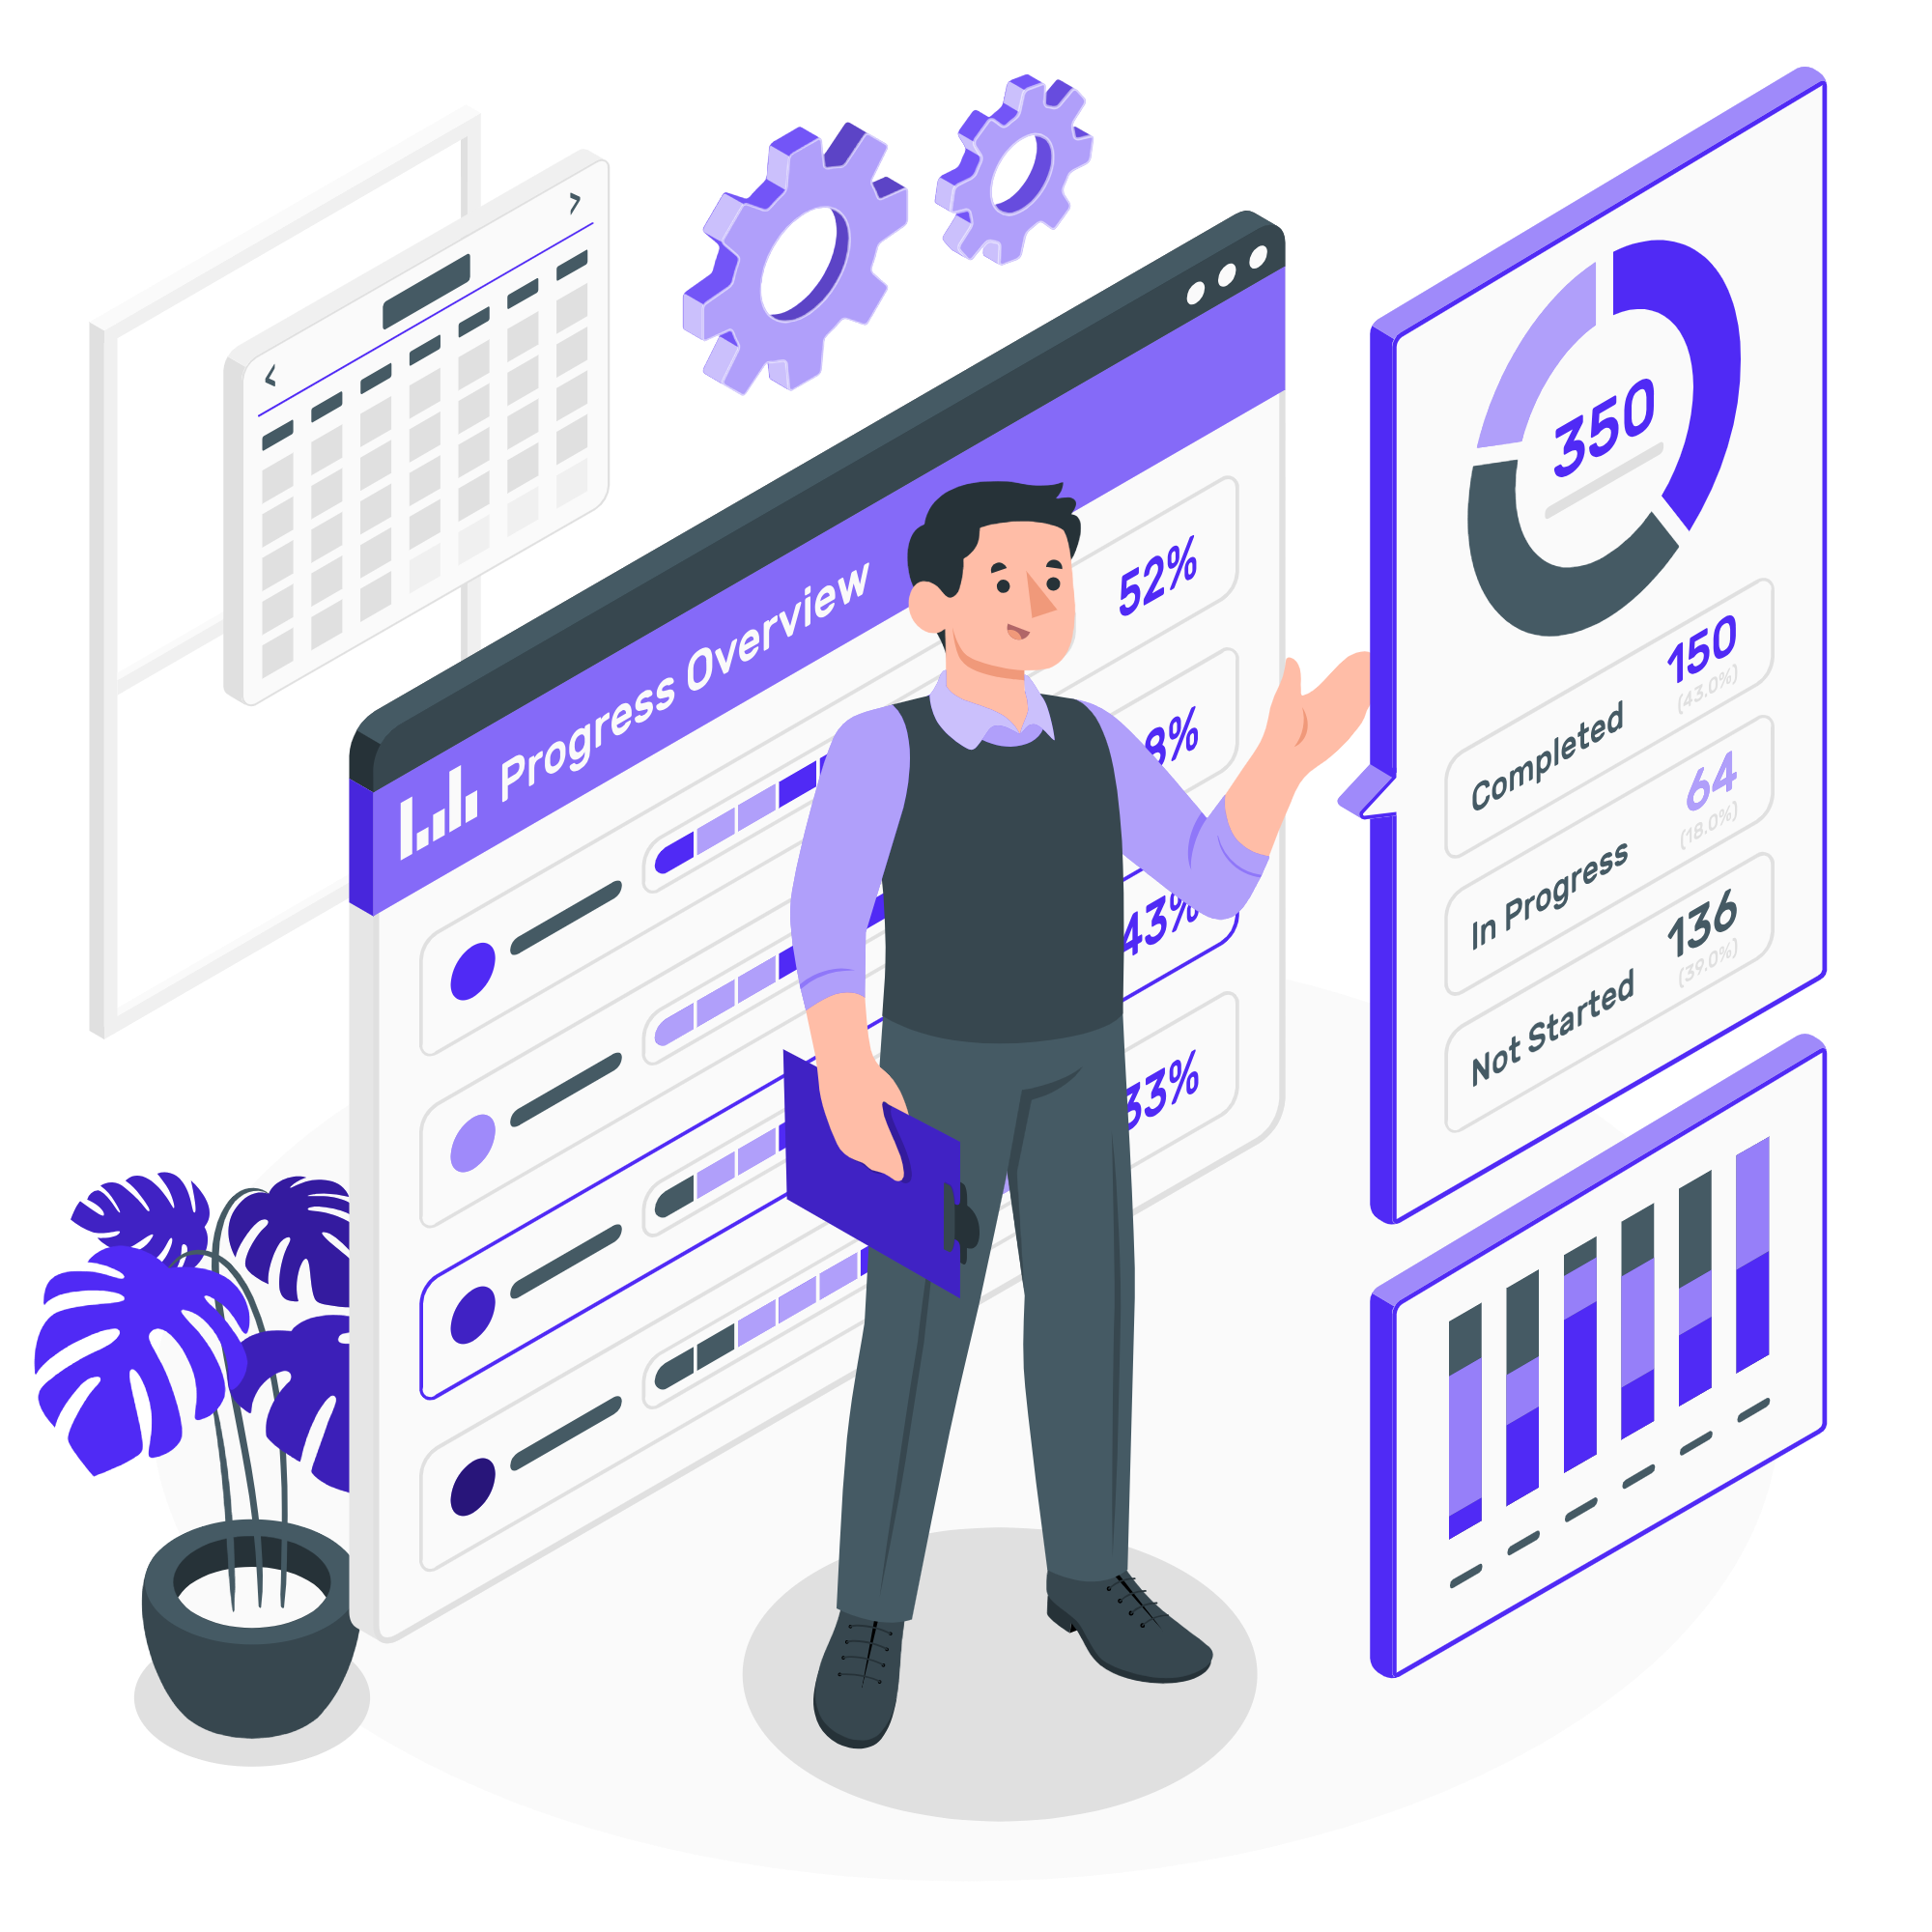 Progress Overview
52%
8%
43%
33%
350
Completed
150
(43.0%)
In Progress
64
(18.0%)
Not Started
136
(39.0%)